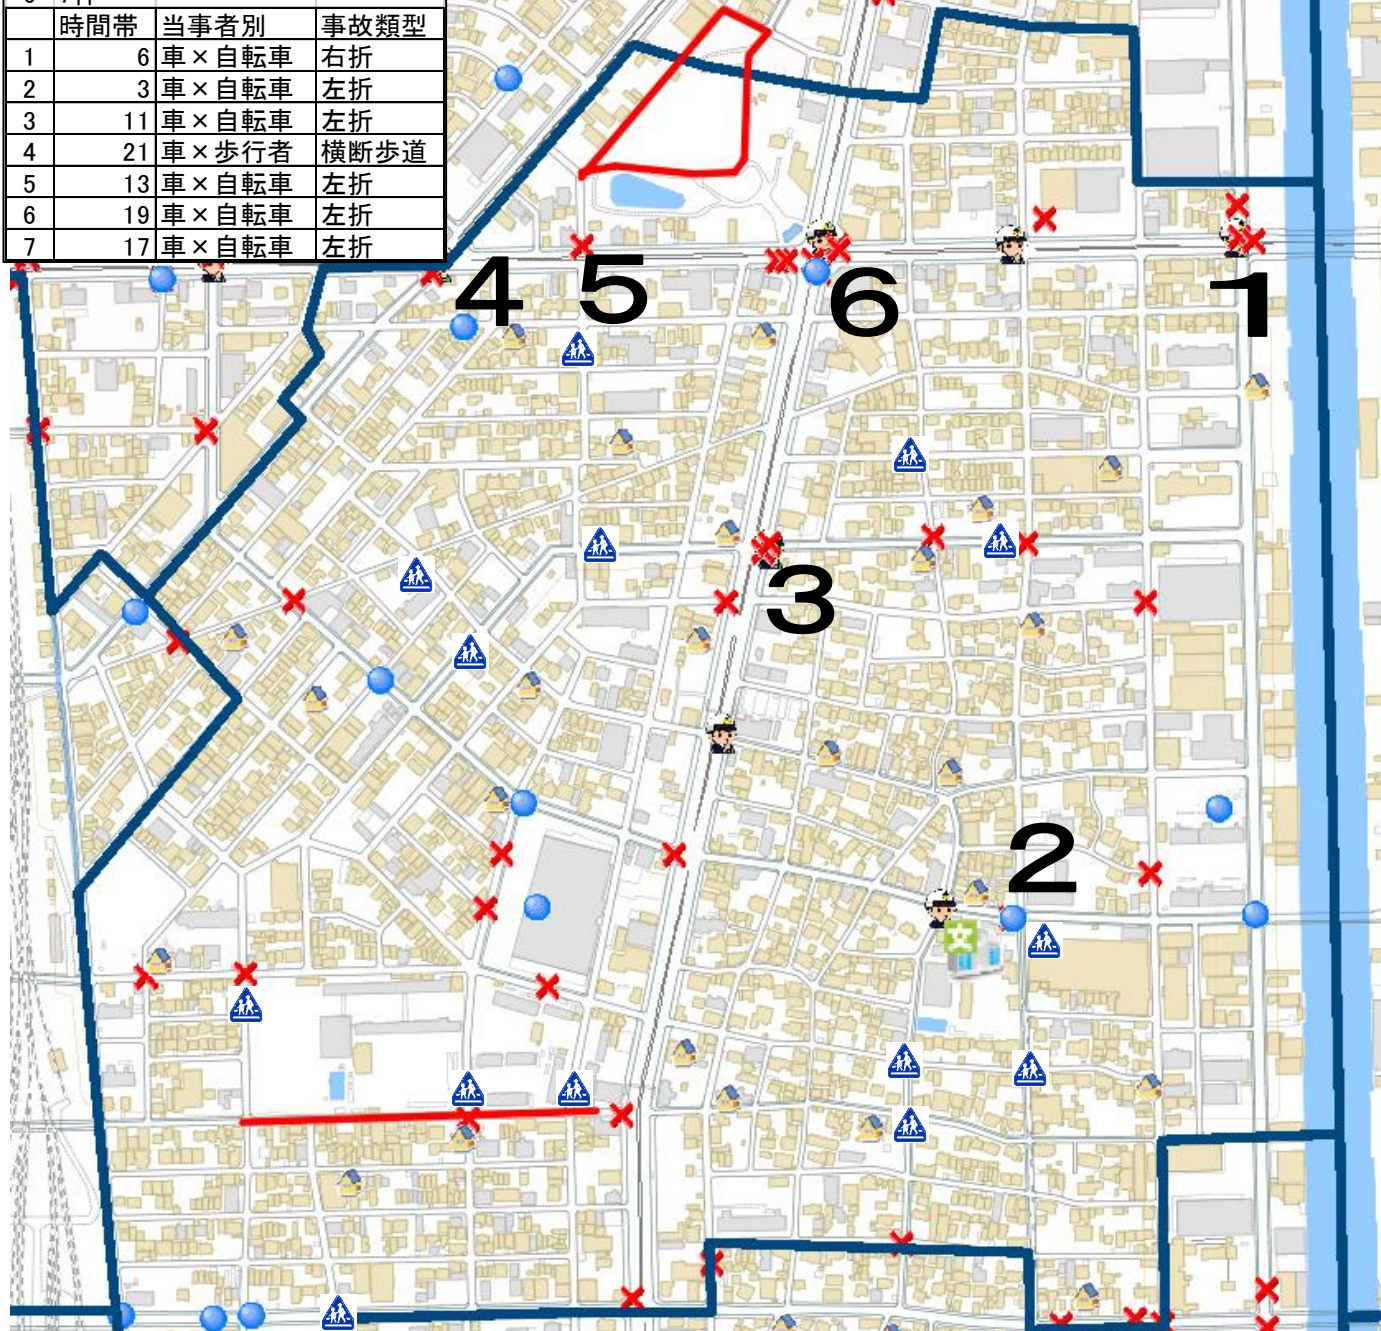 時間帯 当事者別 事故類型
1 6 車×自転車 右折
2 3 車×自転車 左折
3 11 車×自転車 左折
4 21 車×歩行者 横断歩道
5 13 車×自転車 左折
6 19 車×自転車 左折
7 17 車×自転車 左折
4
5
6
1
3
2